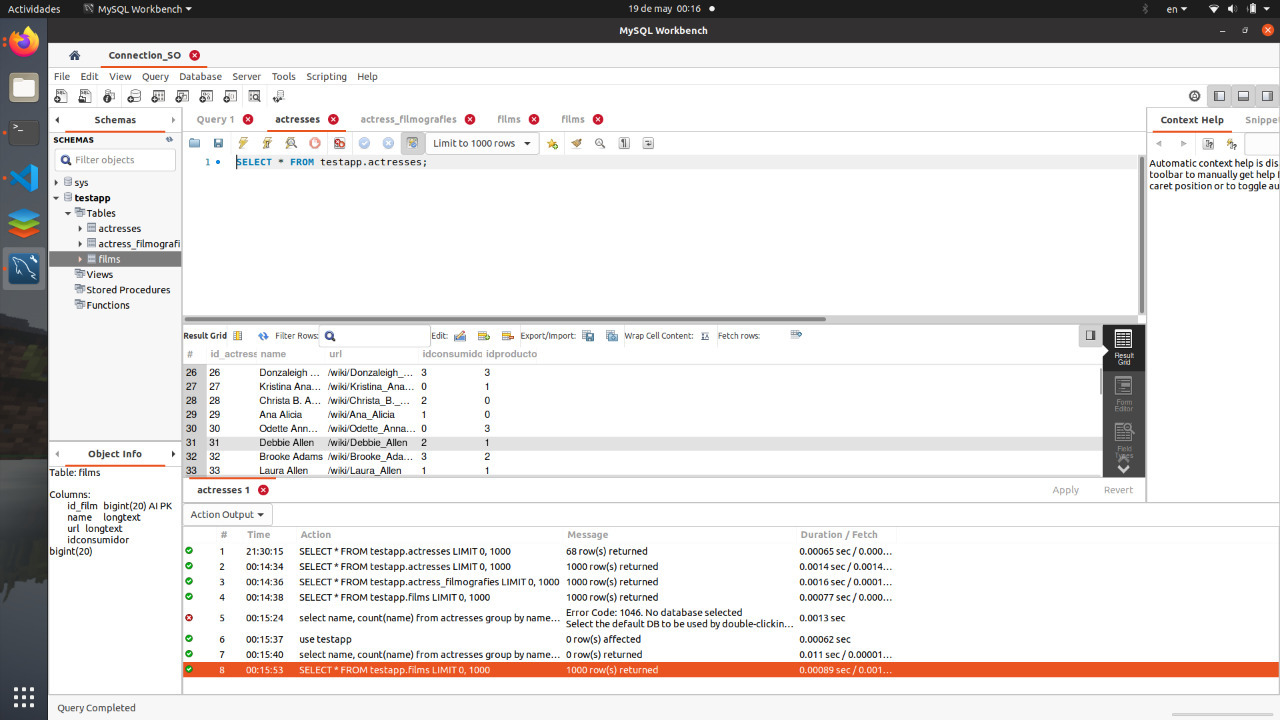 Actividades MySQL Workbench 19 de may 00:16 en
MySQL Workbench
Connection_SO
File Edit View Query Database Server Tools Scripting Help
Schemas
SCHEMAS
Filter objects
sys
testapp
Tables
actresses
actress_filmografi
films
Views
Stored Procedures
Functions
Object Info
Table: films
Columns:
id_film bigint(20) AI PK
name longtext
url longtext
idconsumidor
bigint(20)
Query 1 actresses actress_filmografies films films
Limit to 1000 rows
1 SELECT * FROM testapp.actresses;
Result Grid Filter Rows: Edit: Export/Import: Wrap Cell Content: Fetch rows:
# id_actress name url idconsumido idproducto
26 26 Donzaleigh ... /wiki/Donzaleigh_... 3 3
27 27 Kristina Ana... /wiki/Kristina_Ana... 0 1
28 28 Christa B. A... /wiki/Christa_B._... 2 0
29 29 Ana Alicia /wiki/Ana_Alicia 1 0
30 30 Odette Ann... /wiki/Odette_Anna... 0 3
31 31 Debbie Allen /wiki/Debbie_Allen 2 1
32 32 Brooke Adams /wiki/Brooke_Ada... 3 2
33 33 Laura Allen /wiki/Laura_Allen 1 1
Result
Grid
Form
Editor
Field
Types
actresses 1 Apply Revert
Action Output
# Time Action Message Duration / Fetch
1 21:30:15 SELECT * FROM testapp.actresses LIMIT 0, 1000 68 row(s) returned 0.00065 sec / 0.000...
2 00:14:34 SELECT * FROM testapp.actresses LIMIT 0, 1000 1000 row(s) returned 0.0014 sec / 0.0014...
3 00:14:36 SELECT * FROM testapp.actress_filmografies LIMIT 0, 1000 1000 row(s) returned 0.0016 sec / 0.0001...
4 00:14:38 SELECT * FROM testapp.films LIMIT 0, 1000 1000 row(s) returned 0.00077 sec / 0.000...
5 00:15:24 select name, count(name) from actresses group by name... Error Code: 1046. No database selected 0.0013 sec
Select the default DB to be used by double-clickin...
6 00:15:37 use testapp 0 row(s) affected 0.00062 sec
7 00:15:40 select name, count(name) from actresses group by name... 0 row(s) returned 0.011 sec / 0.00001...
8 00:15:53 SELECT * FROM testapp.films LIMIT 0, 1000 1000 row(s) returned 0.00089 sec / 0.001...
Context Help Snippe
Automatic context help is dis
toolbar to manually get help
caret position or to toggle au
Query Completed